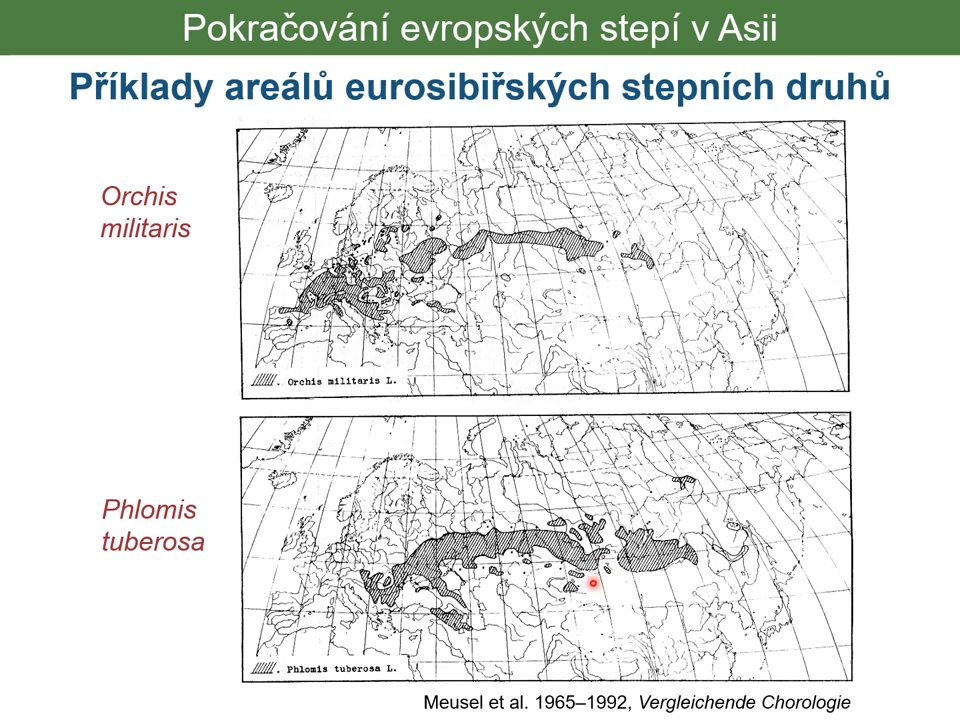 Pokračování evropských stepí v Asii
Příklady areálů eurosibiřských stepních druhů
Orchis
militaris
. Orchis militaris L.
Phlomis
tuberosa
. Phlomis tuberosa L.
Meusel et al. 1965–1992, Vergleichende Chorologie